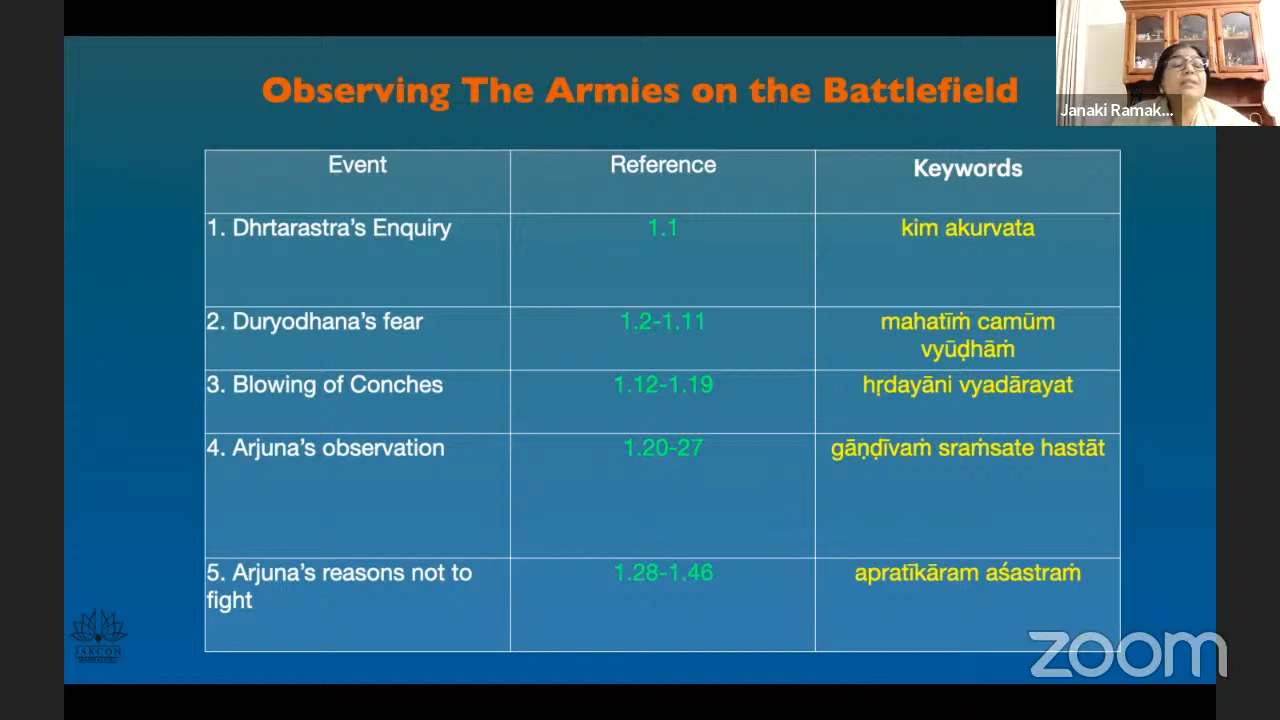 Observing The Armies on the Battlefield
Janaki Ramak...
Event Reference Keywords
1. Dhrtarastra's Enquiry 1.1 kim akurvata
2. Duryodhana's fear 1.2-1.11 mahatīṁ camūm
vyūḍhāṁ
3. Blowing of Conches 1.12-1.19 hṛdayāni vyadārayat
4. Arjuna's observation 1.20-27 gāṇḍīvaṁ sraṁsate hastāt
5. Arjuna's reasons not to 1.28-1.46 apratīkāram aśastraṁ
fight
ISKCON
zoom